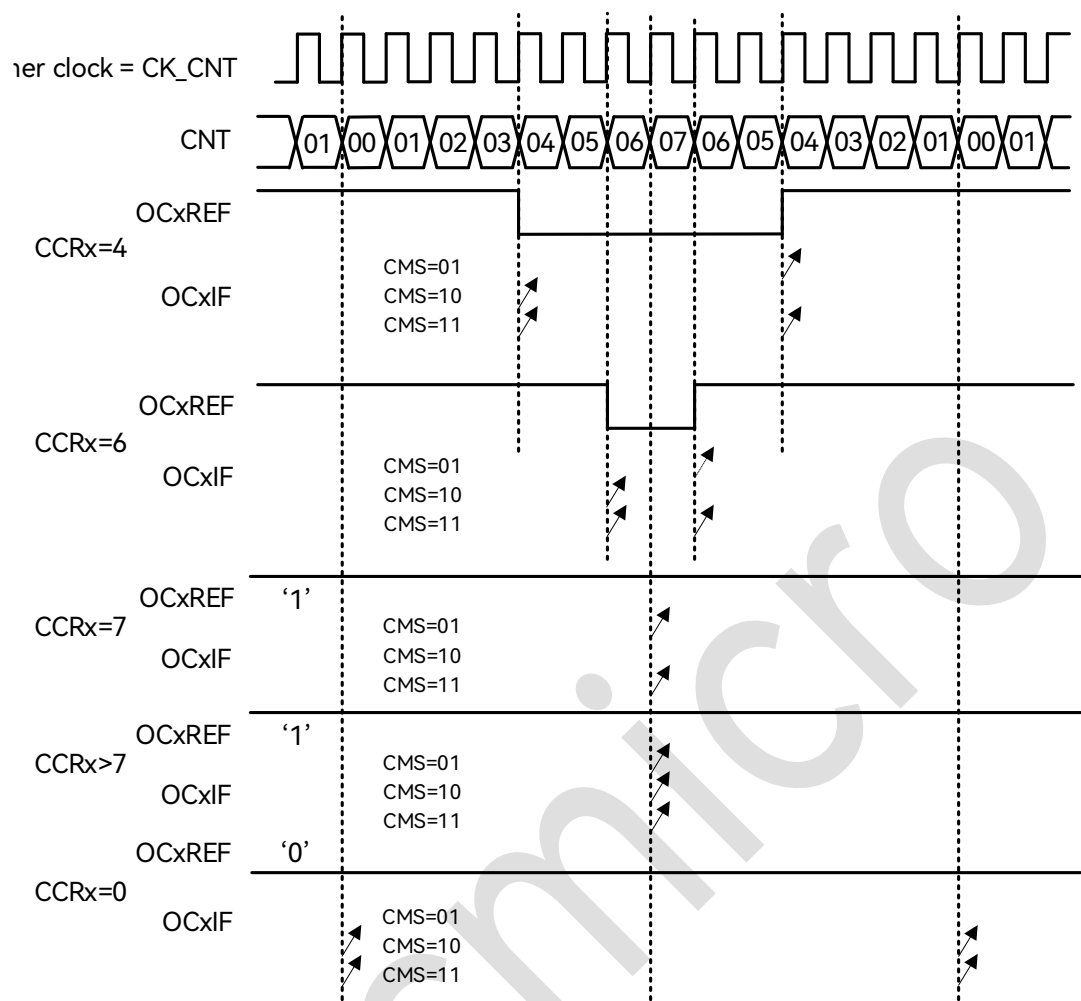 ner clock = CK_CNT
CNT 01 00 01 02 03 04 05 06 07 06 05 04 03 02 01 00 01
OCxREF
CCRx=4
CMS=01
OCxIF CMS=10
CMS=11
OCxREF
CCRx=6
CMS=01
OCxIF CMS=10
CMS=11
OCxREF ‘1’
CCRx=7 CMS=01
OCxIF CMS=10
CMS=11
OCxREF ‘1’
CCRx>7 CMS=01
OCxIF CMS=10
CMS=11
OCxREF ‘0’
CCRx=0
OCxIF CMS=01
CMS=10
CMS=11
micro